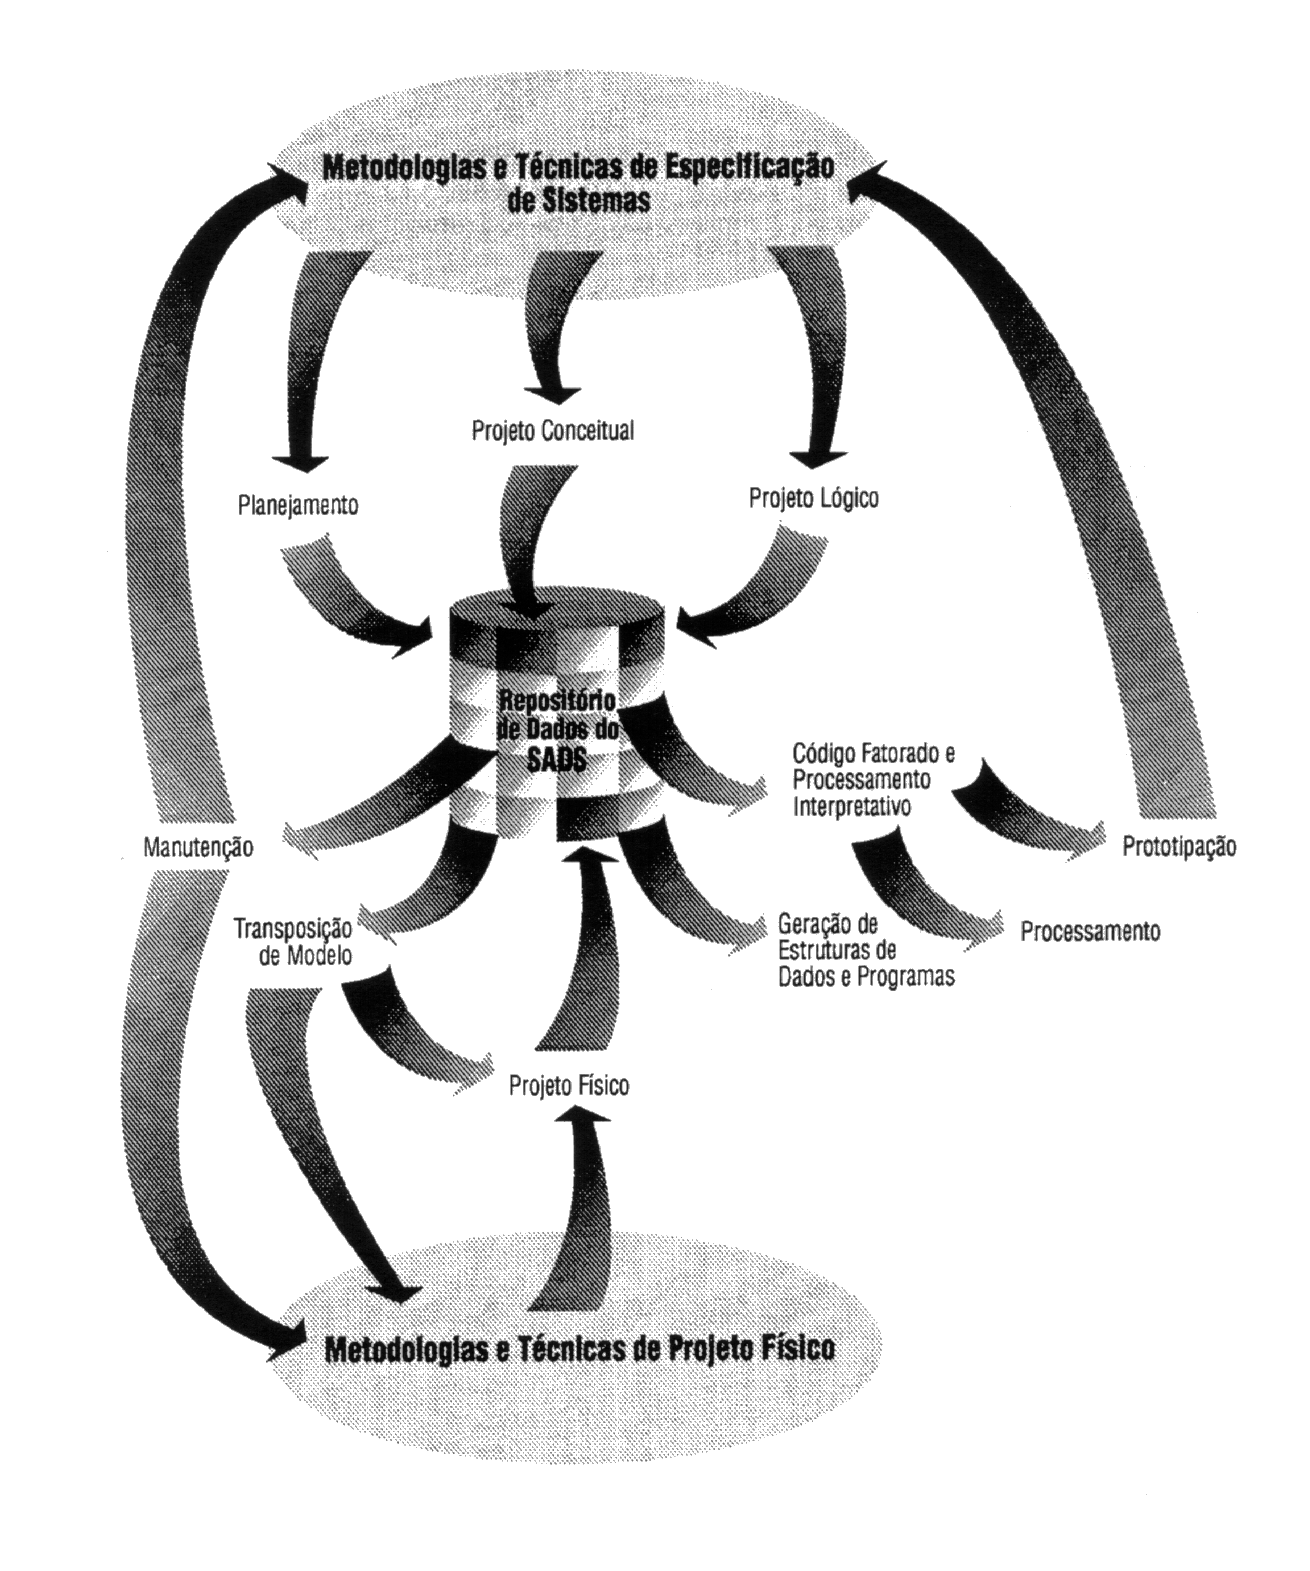 Metodologias e Técnicas de Especificação
de Sistemas
Projeto Conceitual
Planejamento
Projeto Lógico
Repositório
de Dados do
SADS
Código Fatorado e
Processamento
Interpretativo
Manutenção
Prototipação
Transposição
de Modelo
Geração de
Estruturas de
Dados e Programas
Processamento
Projeto Físico
Metodologias e Técnicas de Projeto Físico